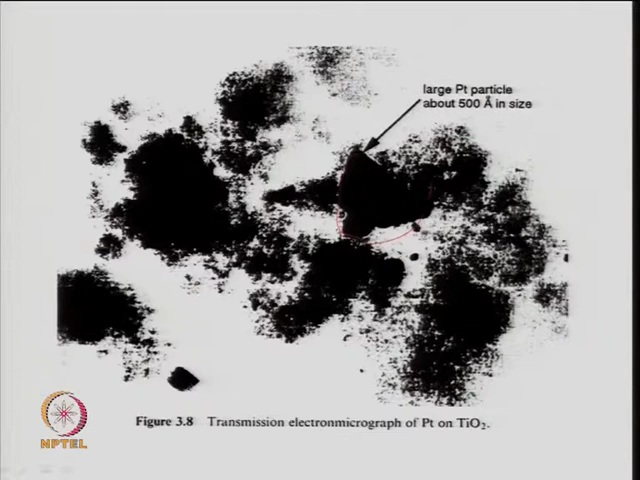 large Pt particle
about 500 Å in size
Figure 3.8 Transmission electronmicrograph of Pt on TiO₂.
NPTEL